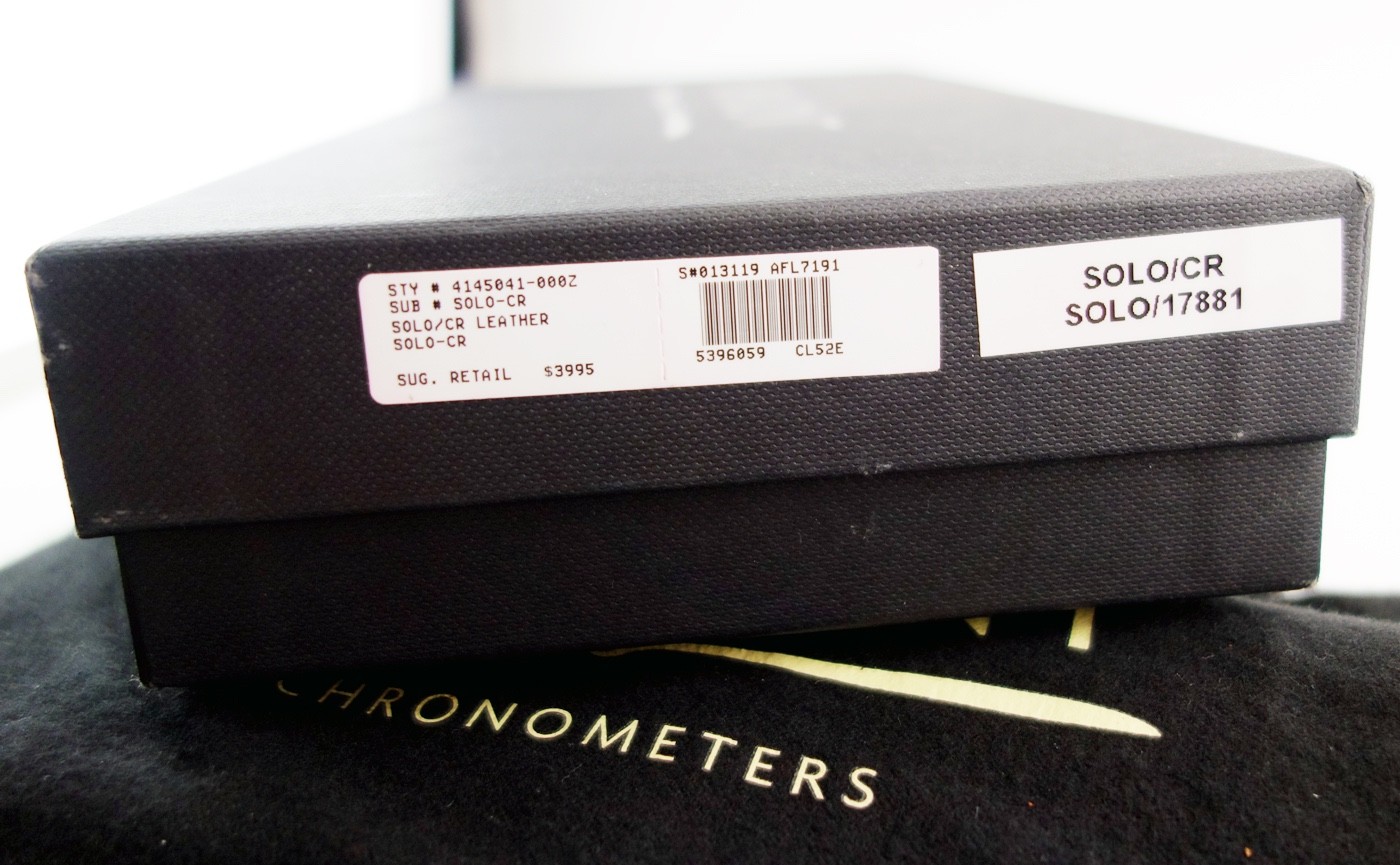 STY # 4145041-000Z
SUB # SOLO-CR
SOLO/CR LEATHER
SOLO-CR
SUG. RETAIL $3995
S#013119 AFL7191
5396059 CL52E
SOLO/CR
SOLO/17881
CHRONOMETERS